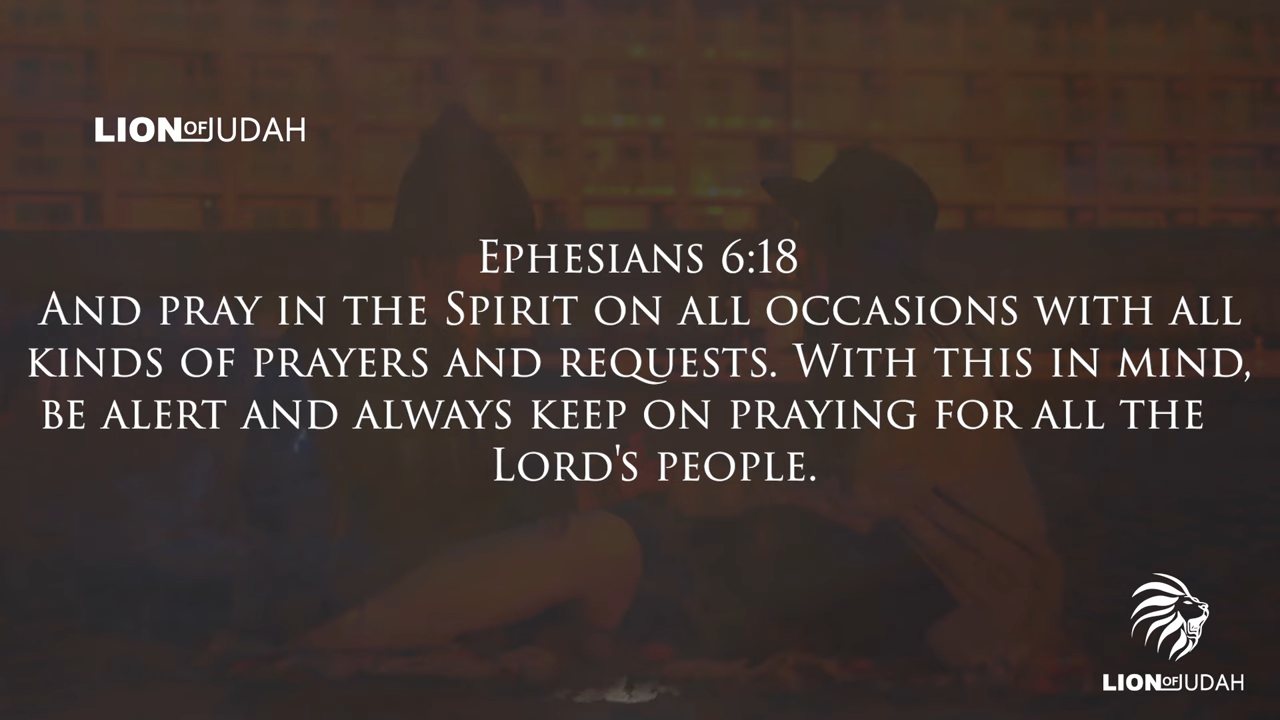 LION OF JUDAH
EPHESIANS 6:18
AND PRAY IN THE SPIRIT ON ALL OCCASIONS WITH ALL
KINDS OF PRAYERS AND REQUESTS. WITH THIS IN MIND,
BE ALERT AND ALWAYS KEEP ON PRAYING FOR ALL THE
LORD'S PEOPLE.
LION OF JUDAH